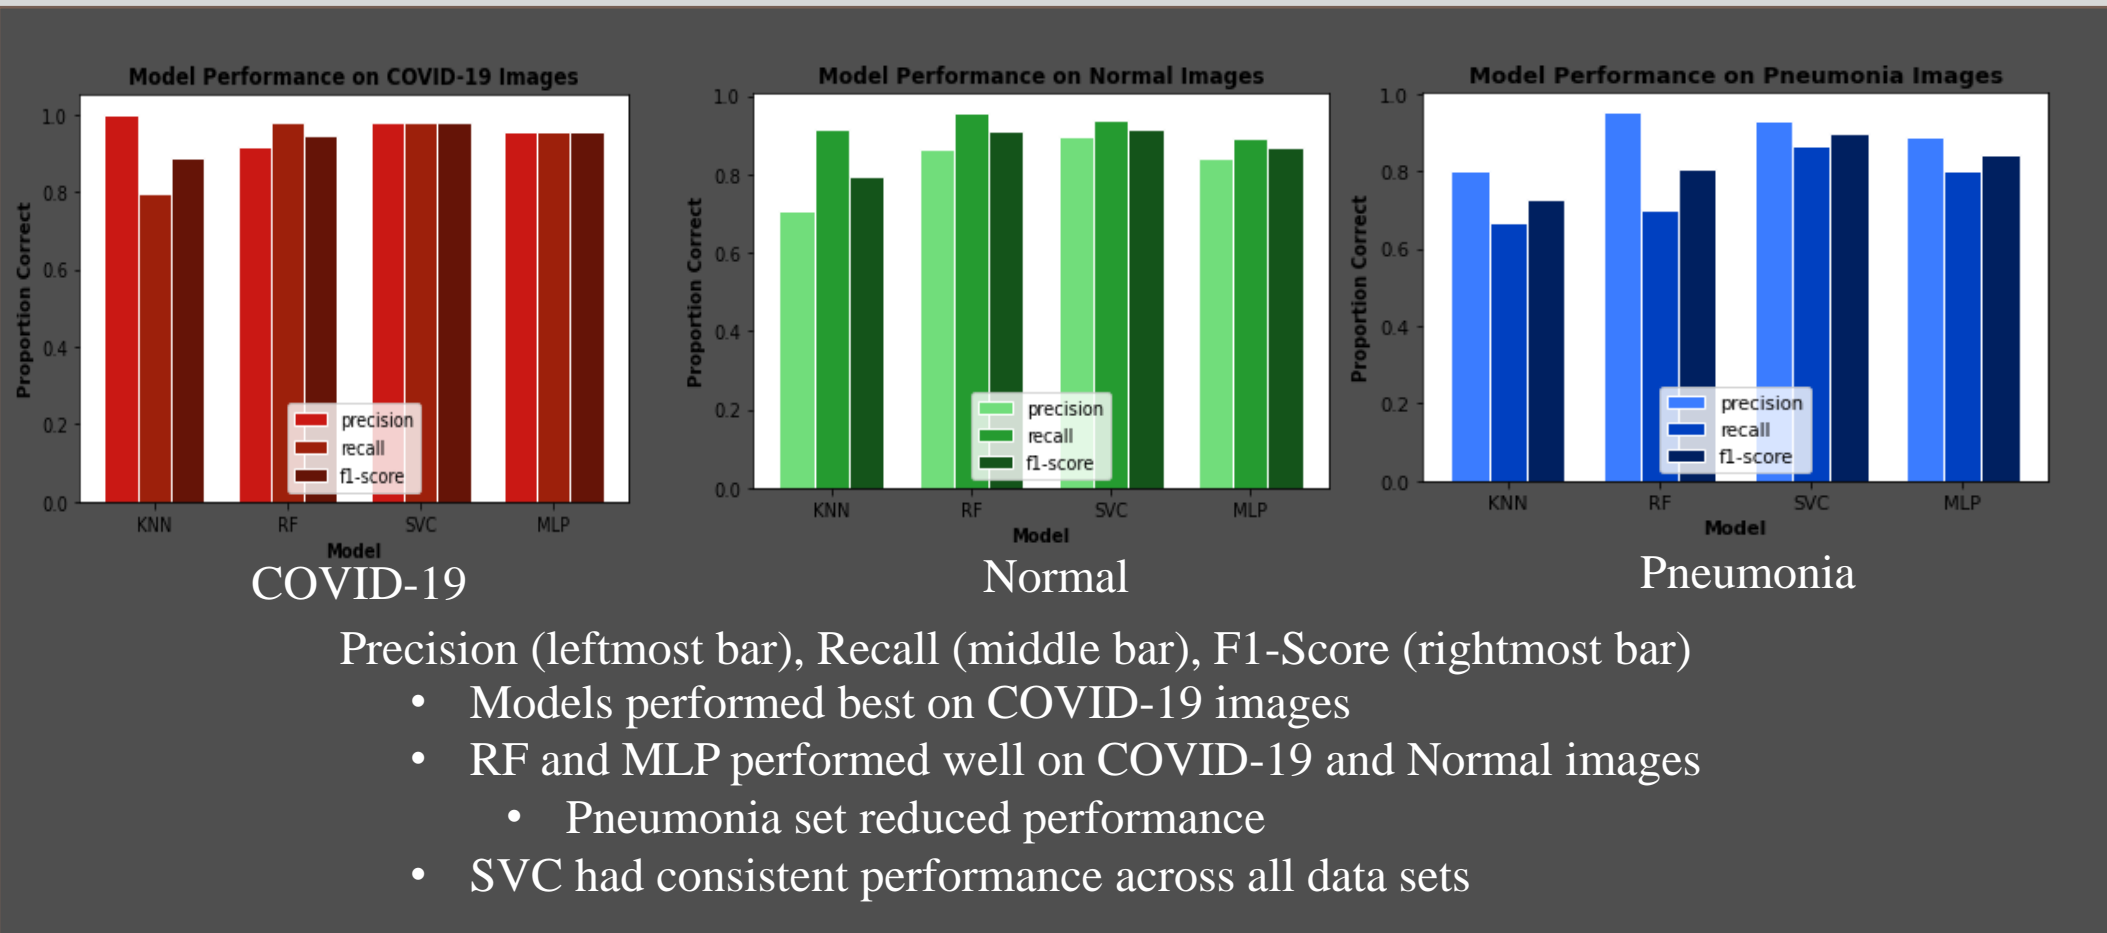 Model Performance on COVID-19 Images
Proportion Correct
1.0
0.8
0.6
0.4
0.2
0.0
precision
recall
f1-score
KNN RF SVC MLP
Model
COVID-19
Model Performance on Normal Images
Proportion Correct
1.0
0.8
0.6
0.4
0.2
0.0
precision
recall
f1-score
KNN RF SVC MLP
Model
Normal
Model Performance on Pneumonia Images
Proportion Correct
1.0
0.8
0.6
0.4
0.2
0.0
precision
recall
f1-score
KNN RF SVC MLP
Model
Pneumonia
Precision (leftmost bar), Recall (middle bar), F1-Score (rightmost bar)
• Models performed best on COVID-19 images
• RF and MLP performed well on COVID-19 and Normal images
• Pneumonia set reduced performance
• SVC had consistent performance across all data sets